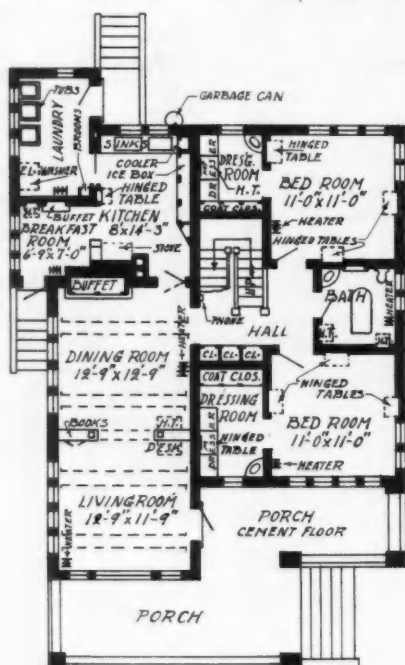 GARBAGE CAN
TUBS
LAUNDRY
BROOMS
SINKS
COOLER
ICE BOX
HINGED
TABLE
EL. WASHER
BUFFET
KITCHEN
8'x14'-3"
BREAKFAST
ROOM
6'-9"x7'-0"
STOVE
DRESSER
DRESG.
ROOM
H.T.
COAT CLOS.
HINGED
TABLE
BED ROOM
11'-0"x11'-0"
HEATER
HINGED TABLES
UP
PHONE
BUFFET
HALL
BATH
HEATER
H.T.
DINING ROOM
12'-9"x12'-9"
HEATER
CL. CL. CL.
COAT CLOS.
DRESSING
ROOM
DRESSER
HINGED
TABLE
HINGED
TABLES
BED ROOM
11'-0"x11'-0"
HEATER
BOOKS
H.T.
DESK
LIVING ROOM
12'-9"x11'-9"
HEATER
PORCH
CEMENT FLOOR
PORCH